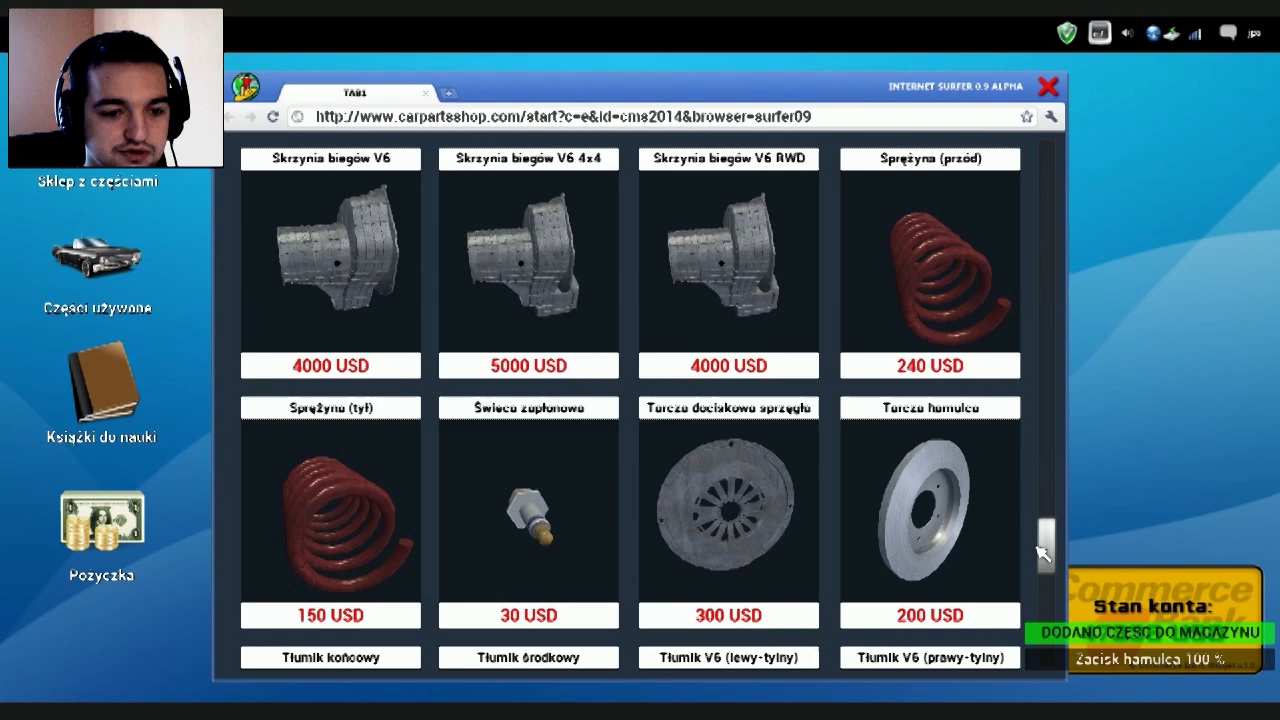 TAB1
INTERNET SURFER 0.9 ALPHA
http://www.carpartsshop.com/start?c=e&id=cms2014&browser=surfer09
Sklep z częściami
Części używane
Książki do nauki
Pożyczka
Skrzynia biegów V6
Skrzynia biegów V6 4x4
Skrzynia biegów V6 RWD
Sprężyna (przód)
4000 USD
5000 USD
4000 USD
240 USD
Sprężyna (tył)
Świeca zapłonowa
Tarcza dociskowa sprzęgła
Tarcza hamulca
150 USD
30 USD
300 USD
200 USD
Tłumik końcowy
Tłumik środkowy
Tłumik V6 (lewy-tylny)
Tłumik V6 (prawy-tylny)
Commerce
Stan konta:
DODANO CZESC DO MAGAZYNU
Zacisk hamulca 100 %